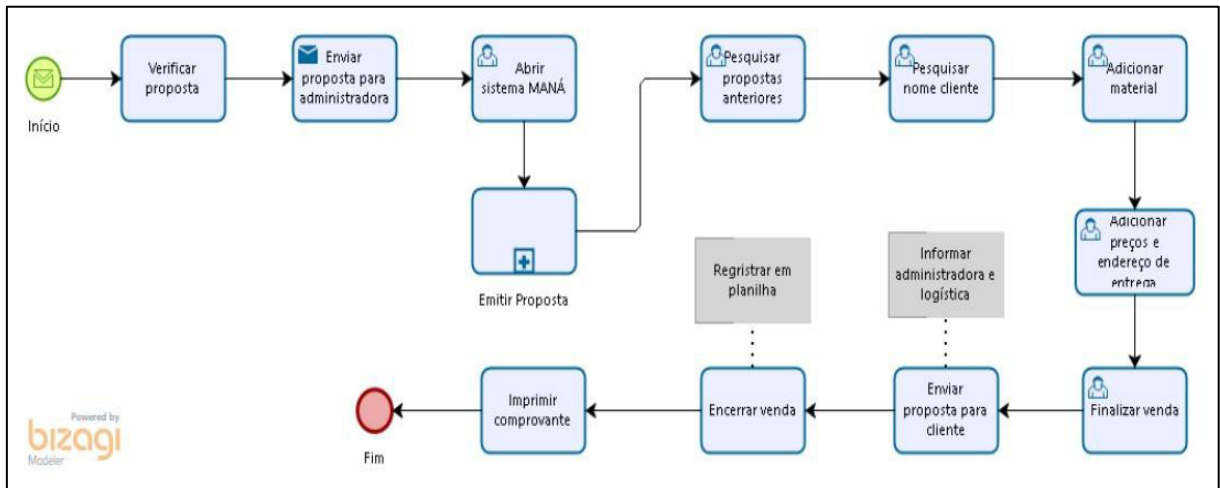 Início
Verificar
proposta
Enviar
proposta para
administradora
Abrir
sistema MANÁ
Pesquisar
propostas
anteriores
Pesquisar
nome cliente
Adicionar
material
Emitir Proposta
Adicionar
preços e
endereço de
entrega
Regristrar em
planilha
Informar
administradora e
logística
Fim
Imprimir
comprovante
Encerrar venda
Enviar
proposta para
cliente
Finalizar venda
Powered by
bizagi
Modeler